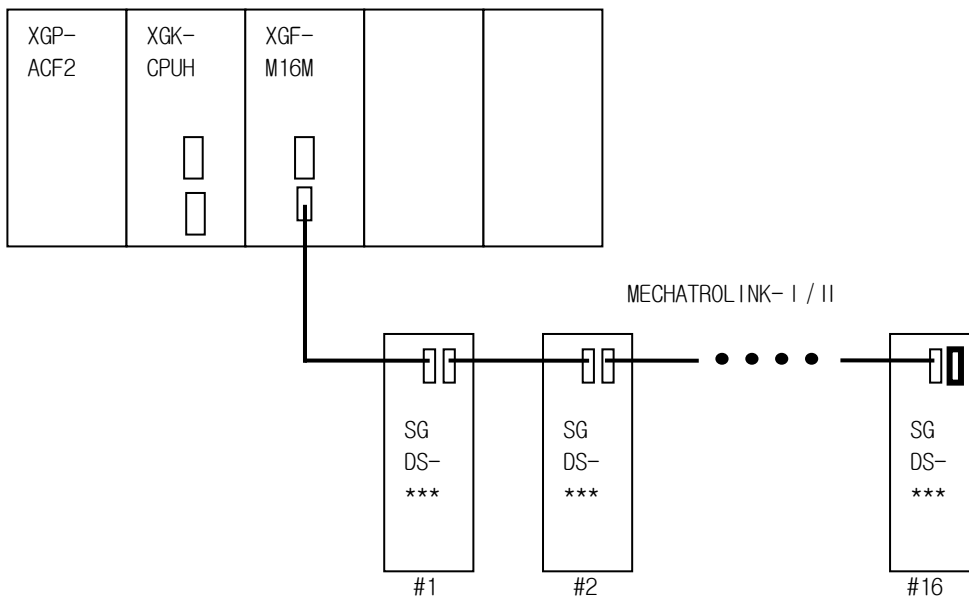 XGP-
ACF2
XGK-
CPUH
XGF-
M16M
MECHATROLINK-Ⅰ/Ⅱ
SG
DS-
***
SG
DS-
***
SG
DS-
***
#1
#2
#16